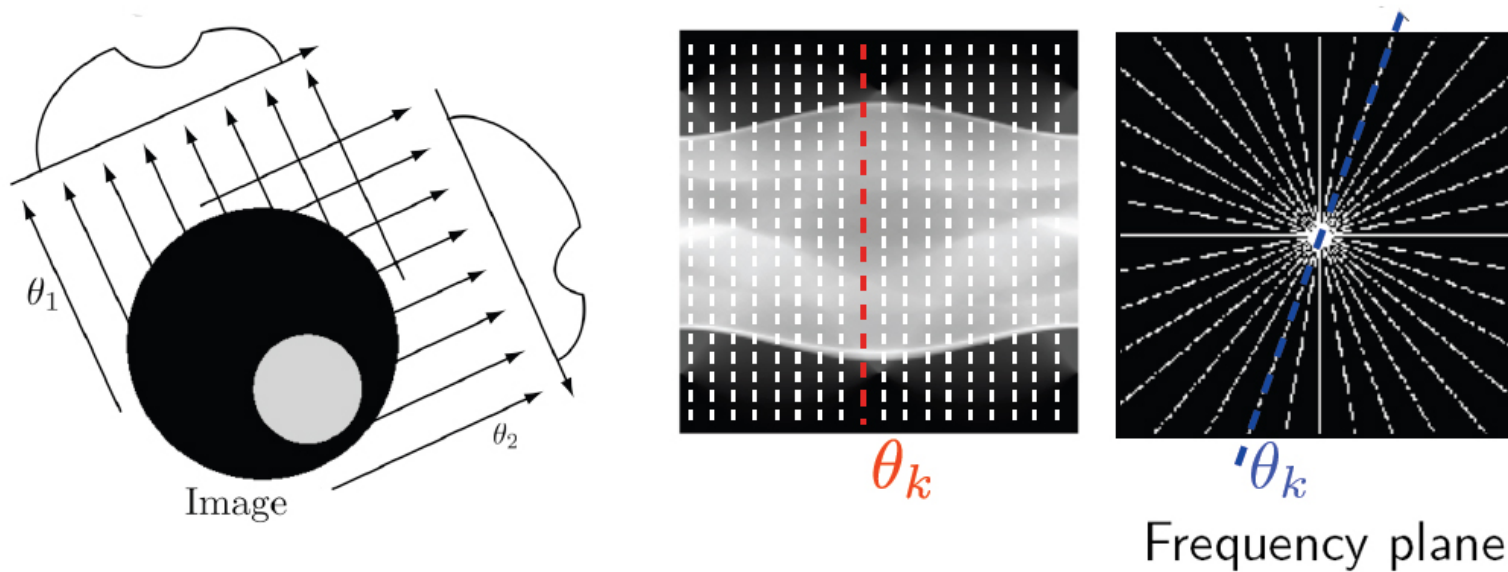 θ₁
θ₂
Image
θₖ
θₖ
Frequency plane